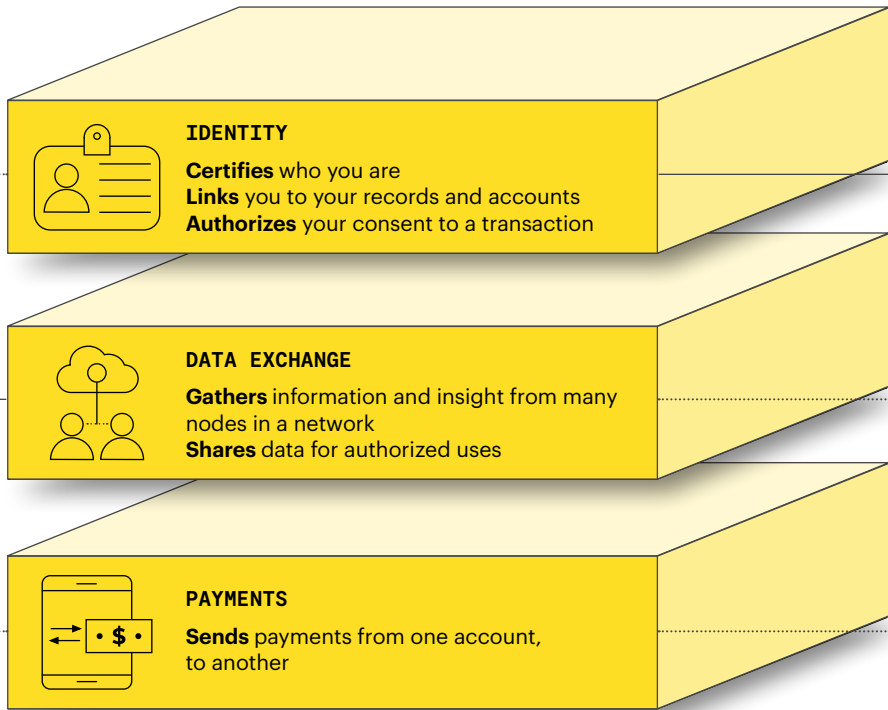 IDENTITY
Certifies who you are
Links you to your records and accounts
Authorizes your consent to a transaction
DATA EXCHANGE
Gathers information and insight from many
nodes in a network
Shares data for authorized uses
PAYMENTS
Sends payments from one account,
to another
$